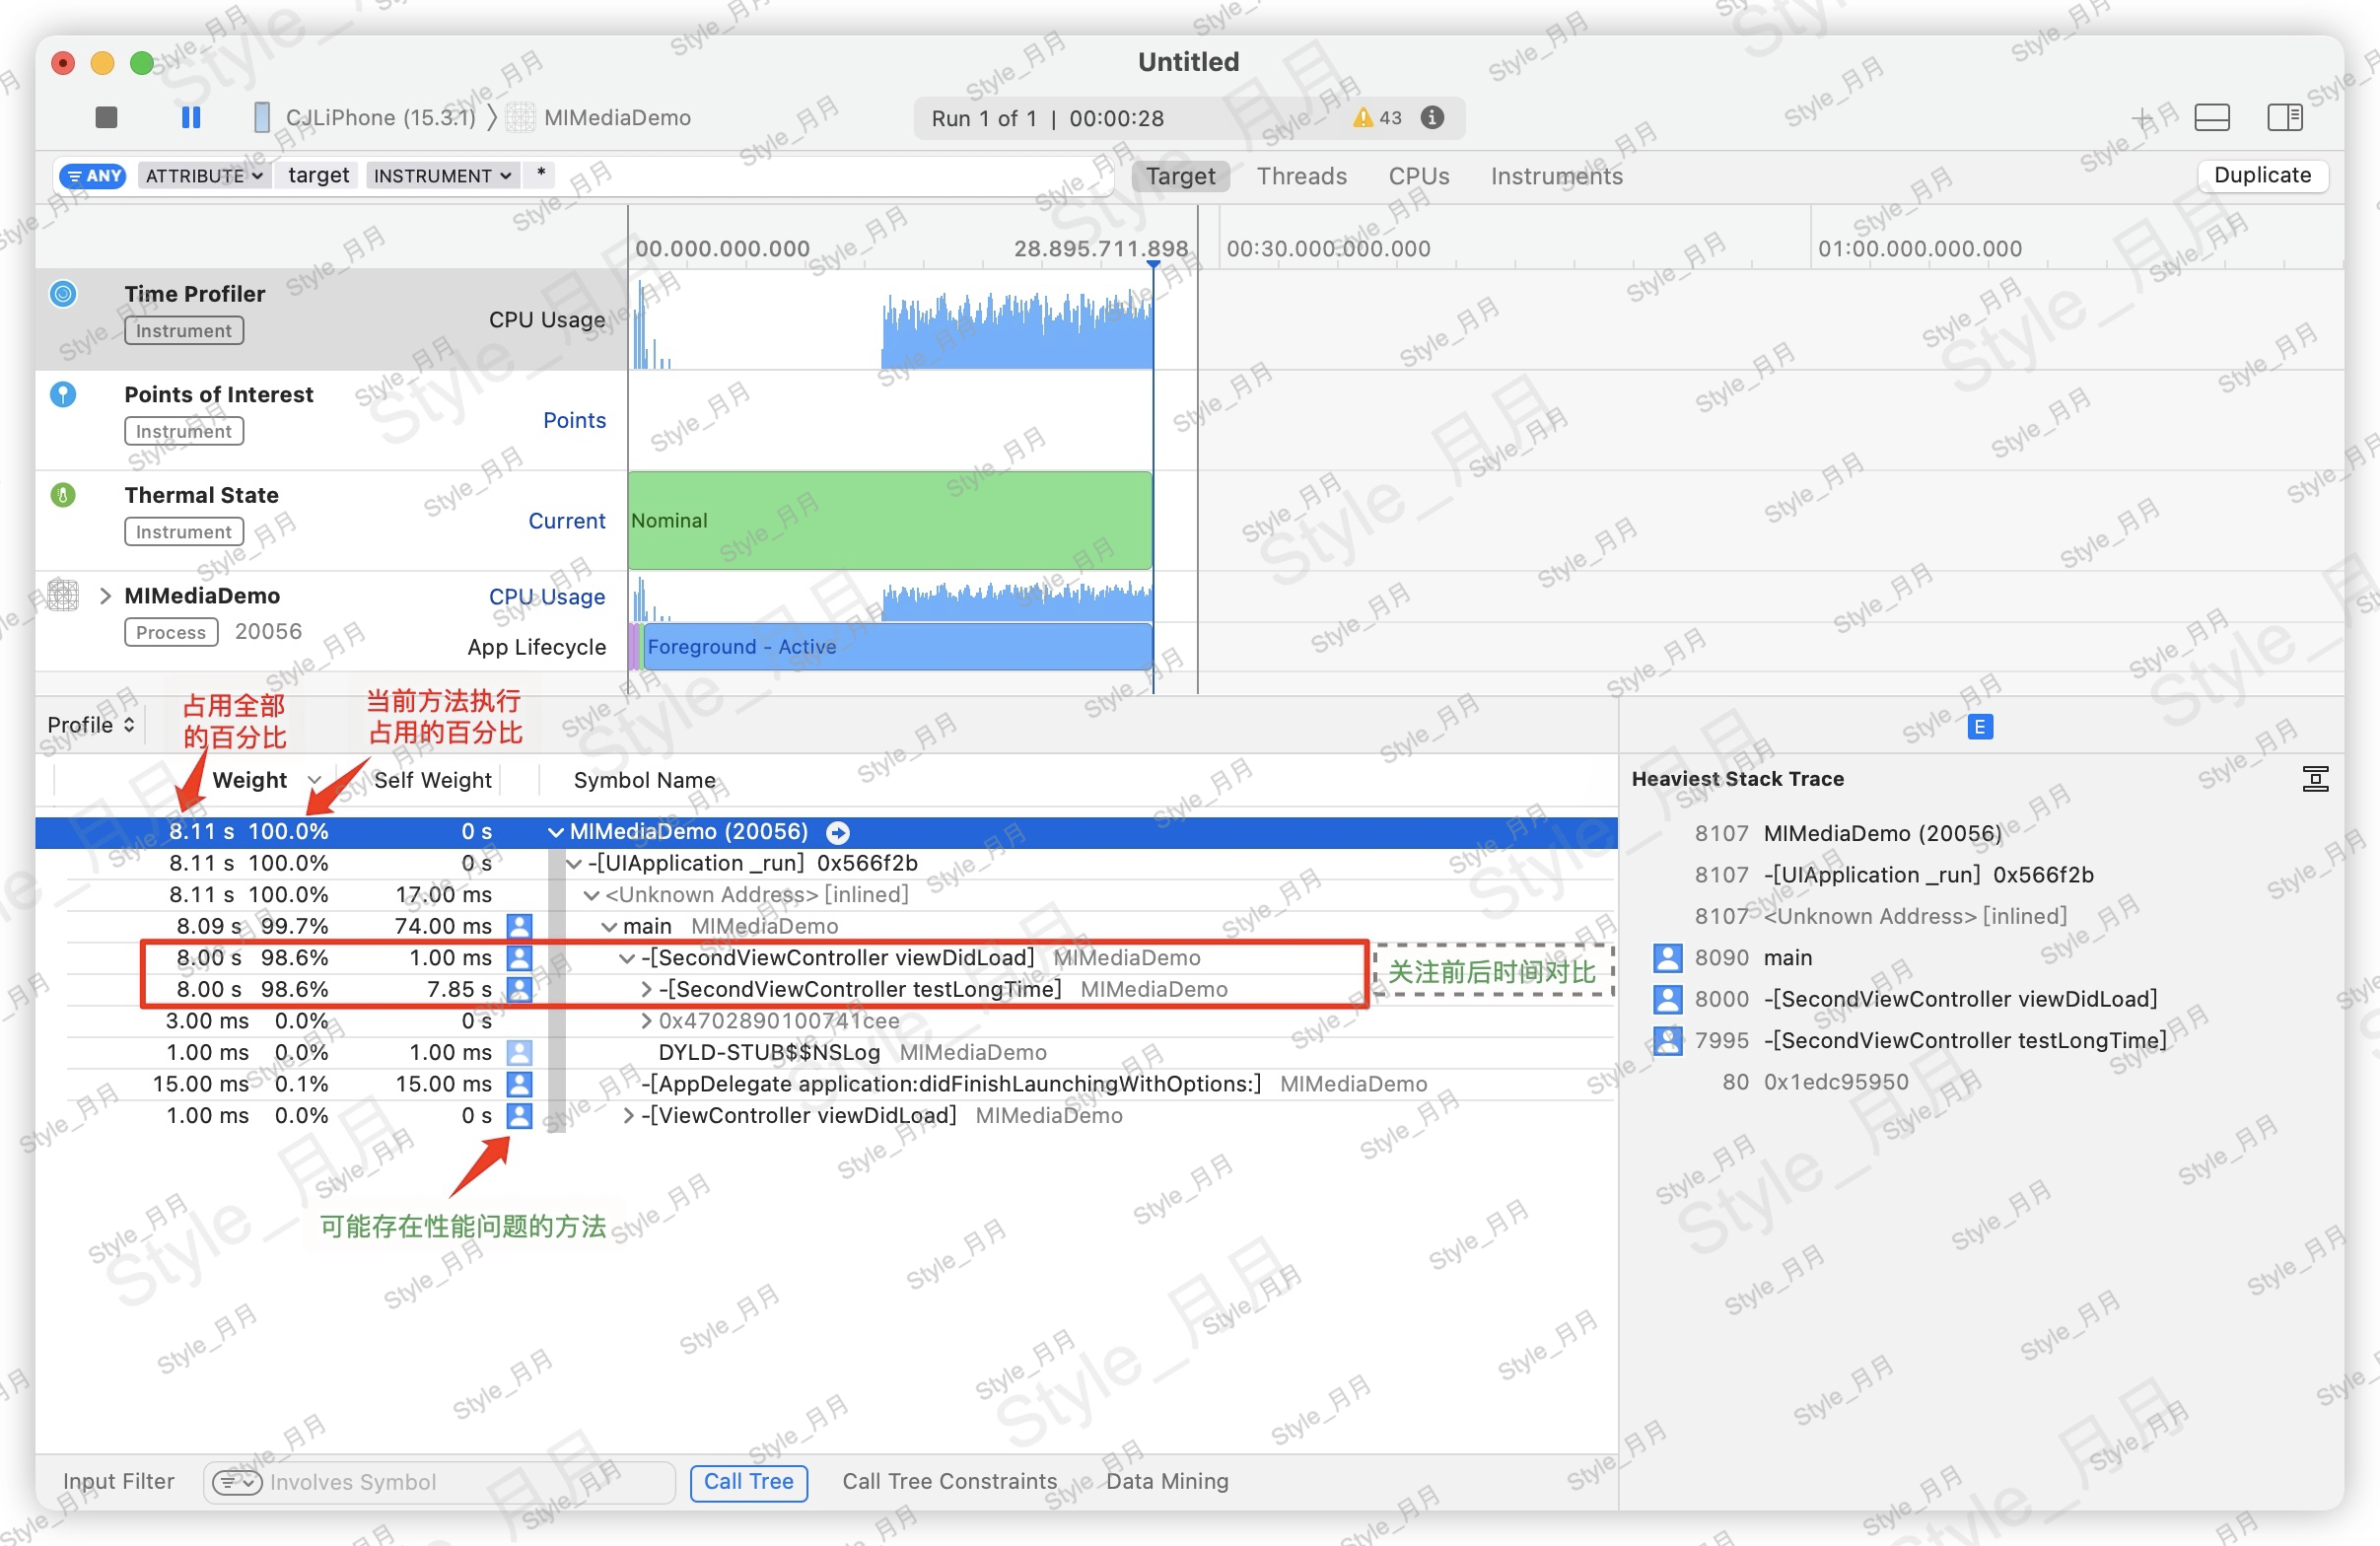 Untitled
CJLiPhone (15.3.1) 〉 MIMediaDemo
Run 1 of 1 | 00:00:28
43
ANY ATTRIBUTE target INSTRUMENT *
Target Threads CPUs Instruments
Duplicate
00.000.000.000 28.895.711.898 00:30.000.000.000 01:00.000.000.000
Time Profiler
Instrument
CPU Usage
Points of Interest
Instrument
Points
Thermal State
Instrument
Current
Nominal
MIMediaDemo
Process 20056
CPU Usage
App Lifecycle
Foreground - Active
Profile
占用全部
的百分比
当前方法执行
占用的百分比
Weight Self Weight Symbol Name
8.11 s 100.0% 0 s MIMediaDemo (20056)
8.11 s 100.0% 0 s -[UIApplication _run] 0x566f2b
8.11 s 100.0% 17.00 ms <Unknown Address> [inlined]
8.09 s 99.7% 74.00 ms main MIMediaDemo
8.00 s 98.6% 1.00 ms -[SecondViewController viewDidLoad] MIMediaDemo
8.00 s 98.6% 7.85 s -[SecondViewController testLongTime] MIMediaDemo
关注前后时间对比
3.00 ms 0.0% 0 s 0x4702890100741cee
1.00 ms 0.0% 1.00 ms DYLD-STUB$$NSLog MIMediaDemo
15.00 ms 0.1% 15.00 ms -[AppDelegate application:didFinishLaunchingWithOptions:] MIMediaDemo
1.00 ms 0.0% 0 s -[ViewController viewDidLoad] MIMediaDemo
可能存在性能问题的方法
E
Heaviest Stack Trace
8107 MIMediaDemo (20056)
8107 -[UIApplication _run] 0x566f2b
8107 <Unknown Address> [inlined]
8090 main
8000 -[SecondViewController viewDidLoad]
7995 -[SecondViewController testLongTime]
80 0x1edc95950
Input Filter Involves Symbol Call Tree Call Tree Constraints Data Mining
Style_月月